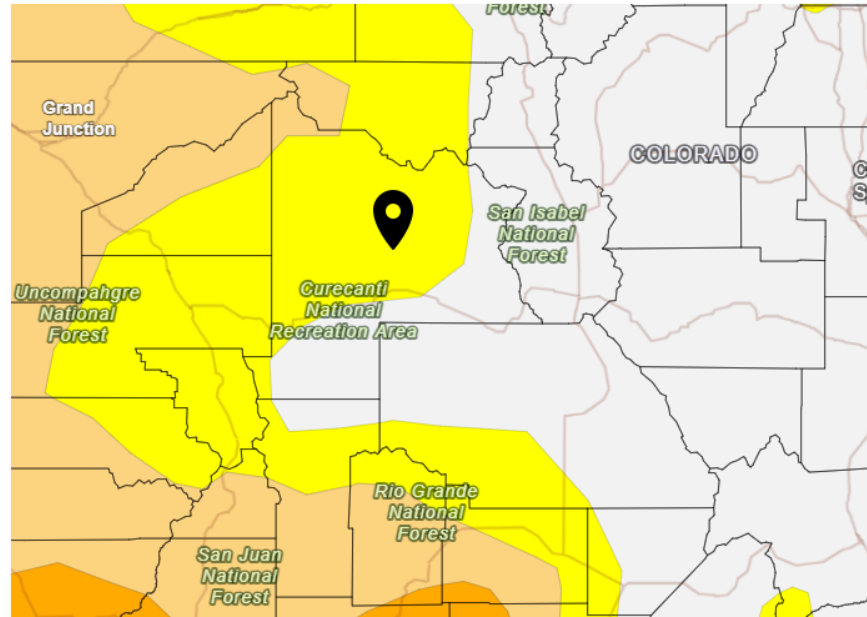 Forest
Grand
Junction
COLORADO
C
S
San Isabel
National
Forest
Uncompahgre
National
Forest
Curecanti
National
Recreation Area
Rio Grande
National
Forest
San Juan
National
Forest